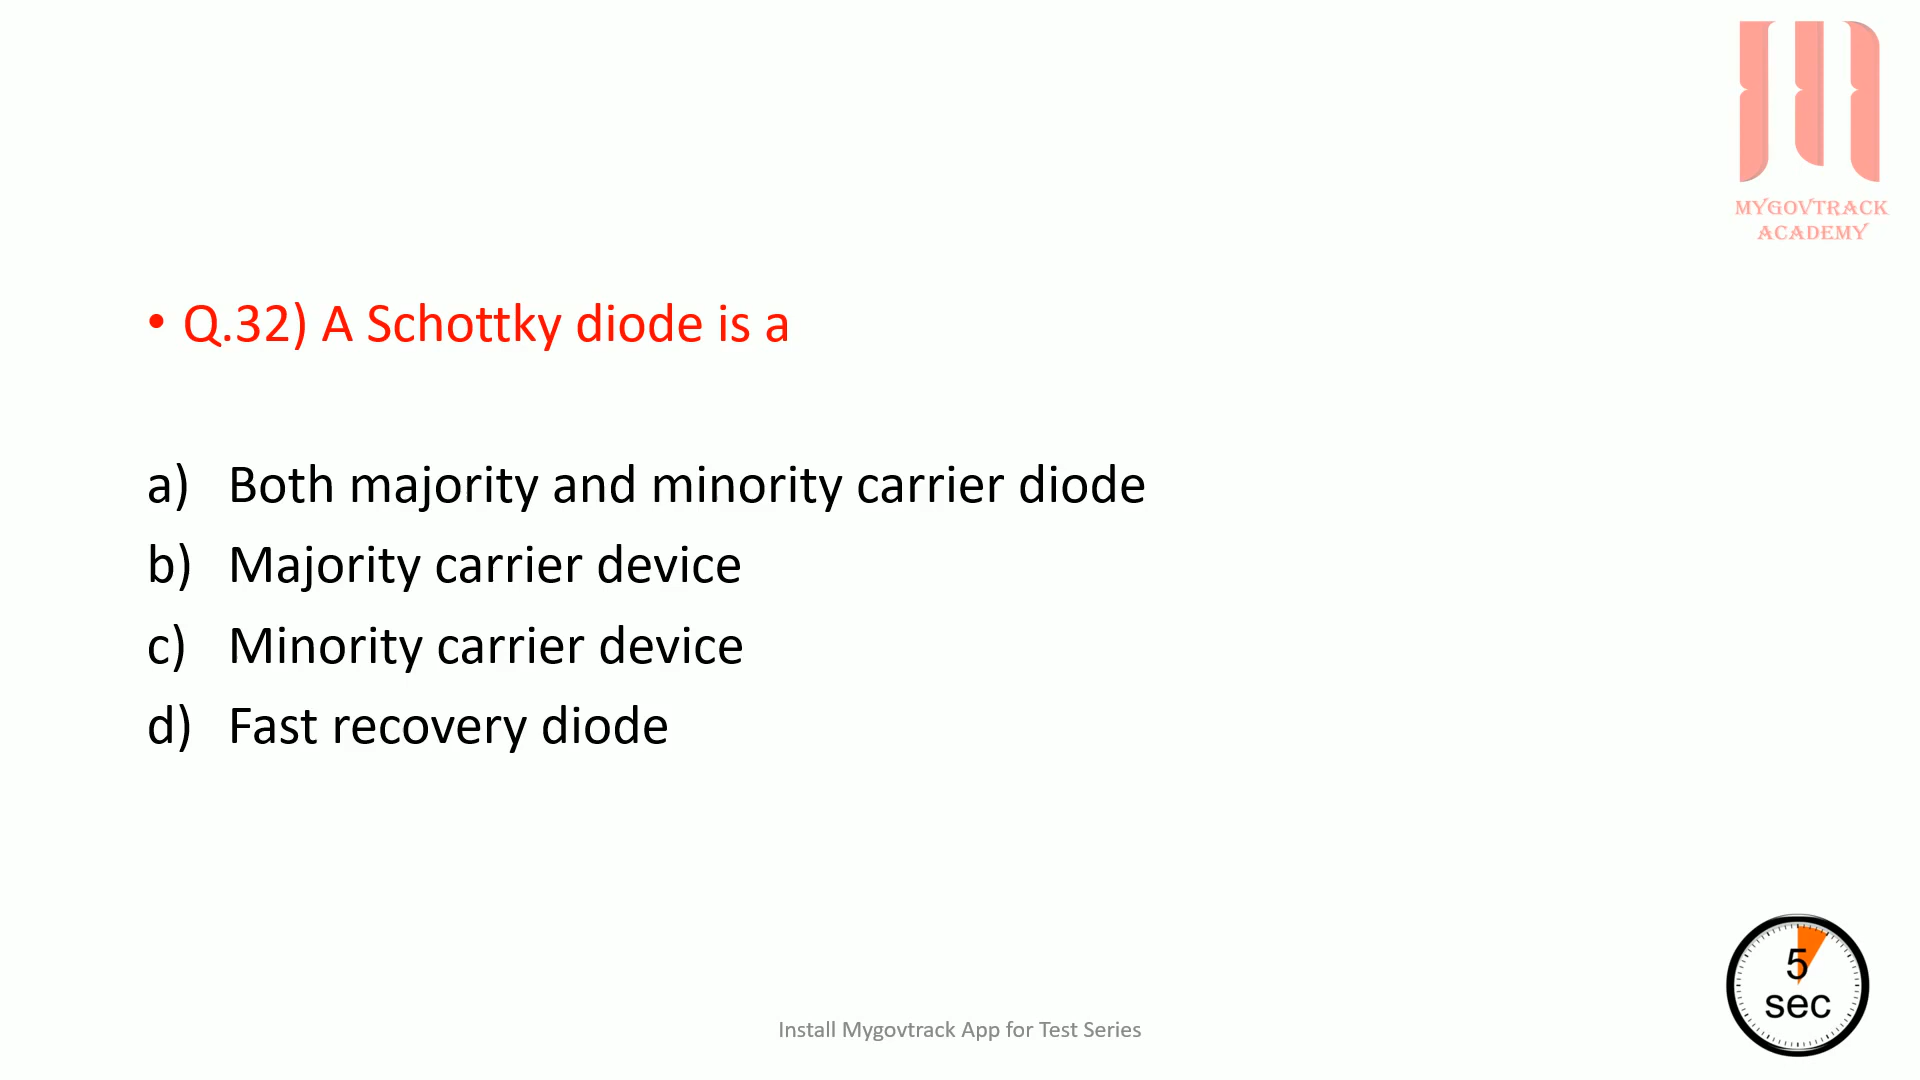 MYGOVTRACK
ACADEMY
• Q.32) A Schottky diode is a
a) Both majority and minority carrier diode
b) Majority carrier device
c) Minority carrier device
d) Fast recovery diode
5
sec
Install Mygovtrack App for Test Series